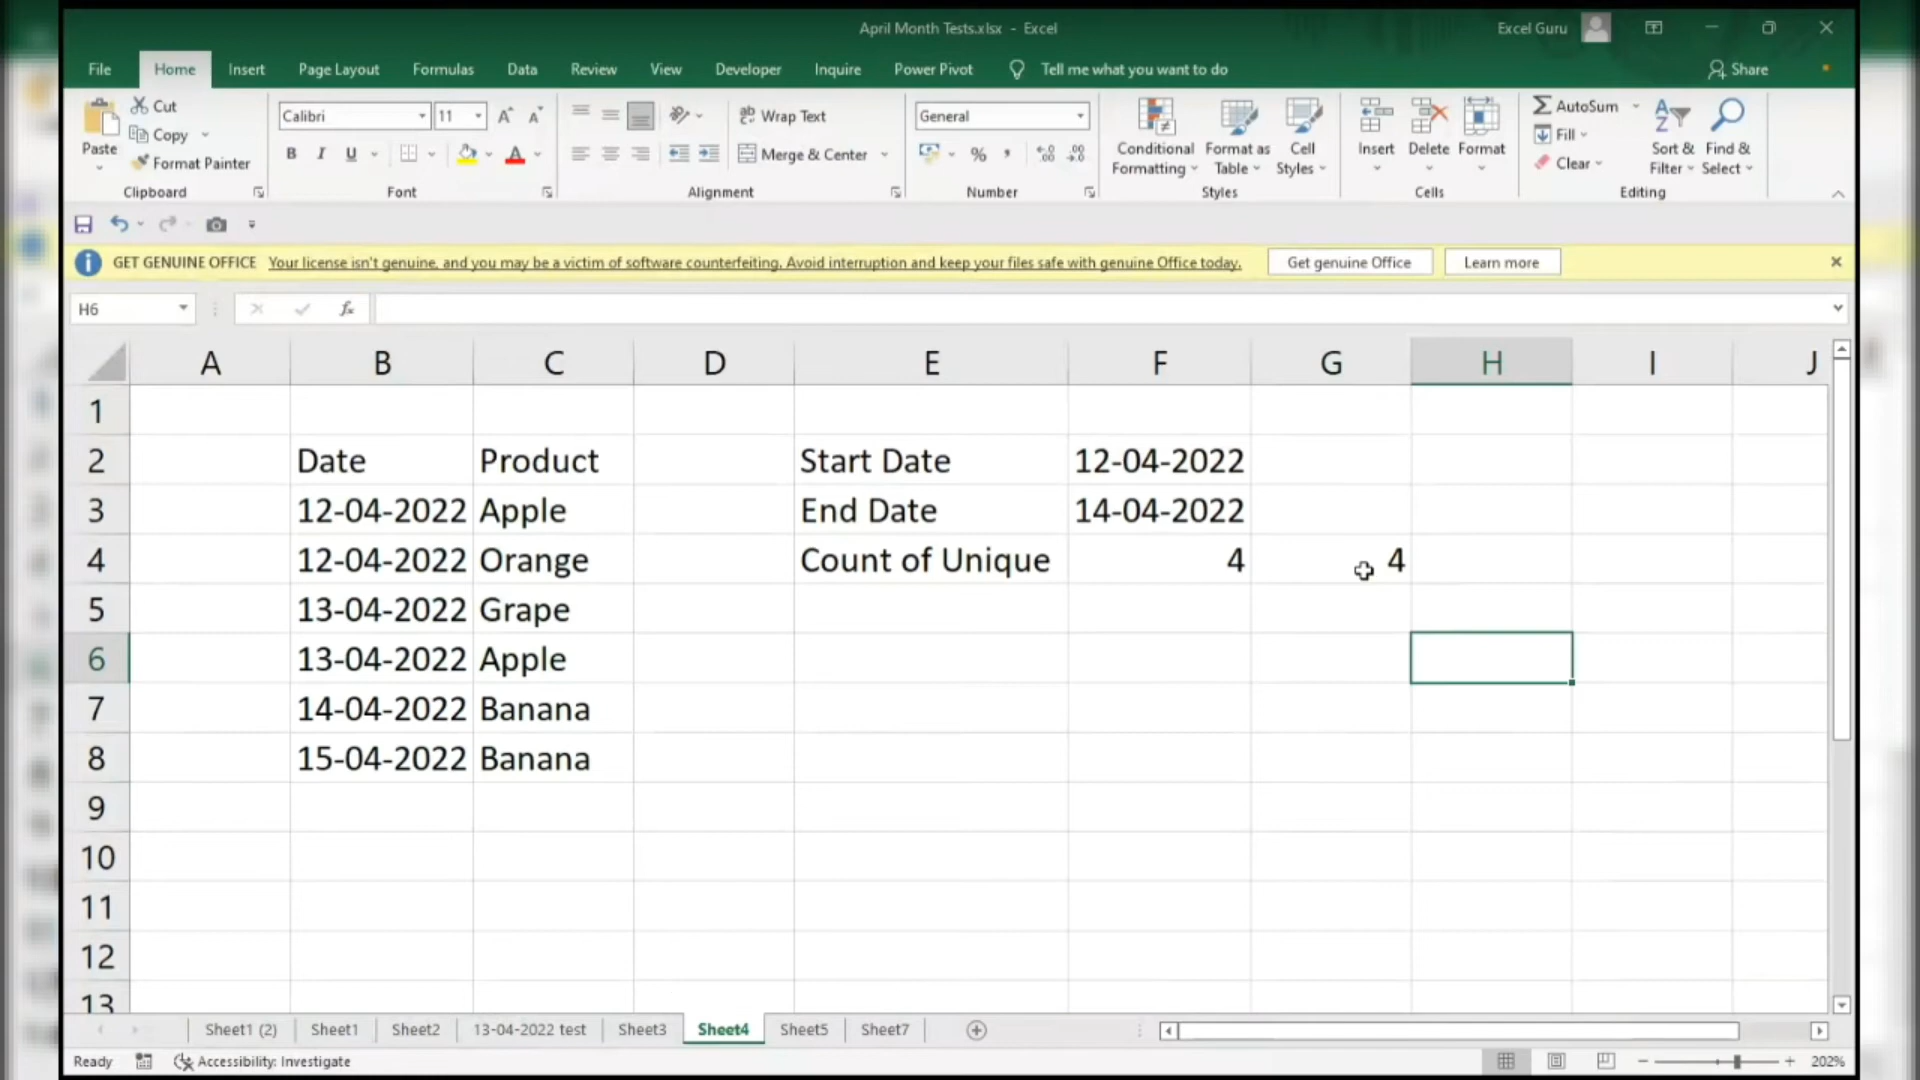 April Month Tests.xlsx - Excel
Excel Guru
File Home Insert Page Layout Formulas Data Review View Developer Inquire Power Pivot Tell me what you want to do Share
Paste
Cut
Copy
Format Painter
Clipboard
Calibri 11
B I U
Font
Wrap Text
Merge & Center
Alignment
General
%
Number
Conditional Formatting
Format as Table
Cell Styles
Styles
Insert Delete Format
Cells
AutoSum
Fill
Clear
Sort & Filter
Find & Select
Editing
GET GENUINE OFFICE Your license isn't genuine, and you may be a victim of software counterfeiting. Avoid interruption and keep your files safe with genuine Office today. Get genuine Office Learn more
H6 fx
A B C D E F G H I J
1
2 Date Product Start Date 12-04-2022
3 12-04-2022 Apple End Date 14-04-2022
4 12-04-2022 Orange Count of Unique 4 4
5 13-04-2022 Grape
6 13-04-2022 Apple
7 14-04-2022 Banana
8 15-04-2022 Banana
9
10
11
12
13
Sheet1 (2) Sheet1 Sheet2 13-04-2022 test Sheet3 Sheet4 Sheet5 Sheet7
Ready Accessibility: Investigate 202%